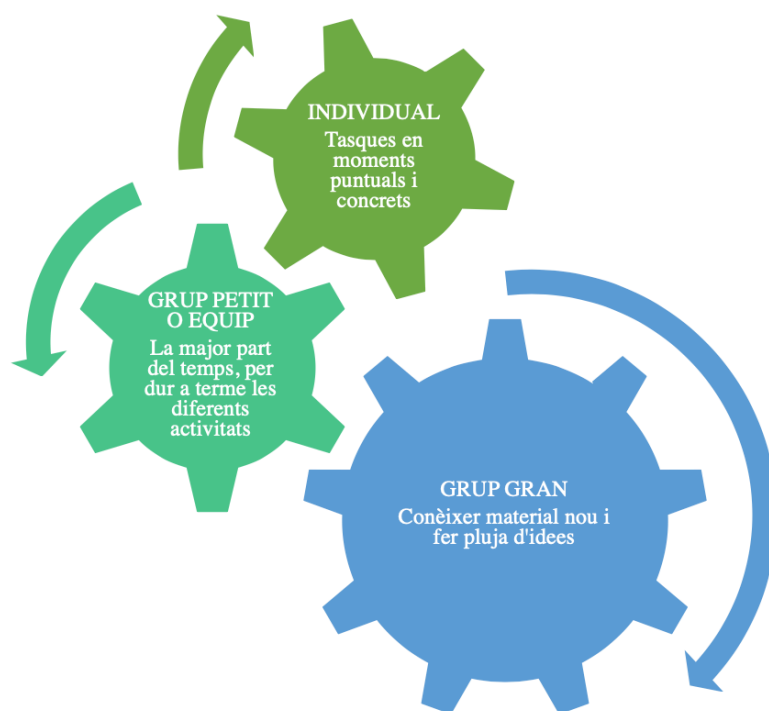 INDIVIDUAL
Tasques en
moments
puntuals i
concrets
GRUP PETIT
O EQUIP
La major part
del temps, per
dur a terme les
diferents
activitats
GRUP GRAN
Conèixer material nou i
fer pluja d'idees